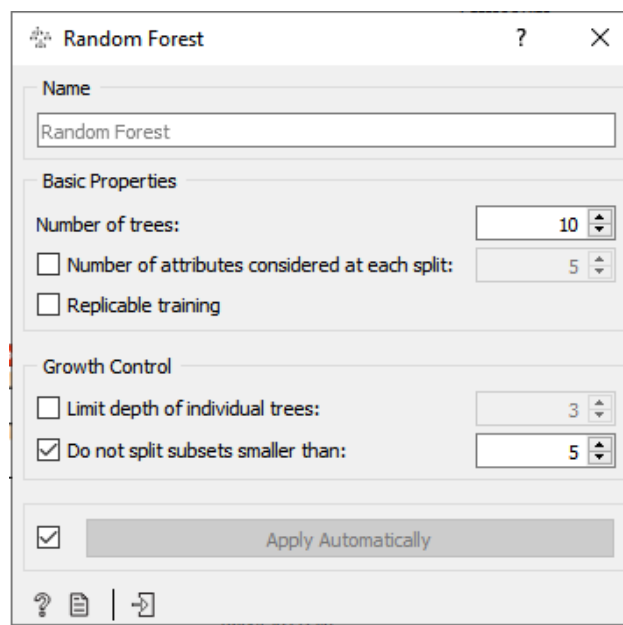 Random Forest ? ×
Name
Random Forest
Basic Properties
Number of trees: 10
Number of attributes considered at each split: 5
Replicable training
Growth Control
Limit depth of individual trees: 3
Do not split subsets smaller than: 5
Apply Automatically
?